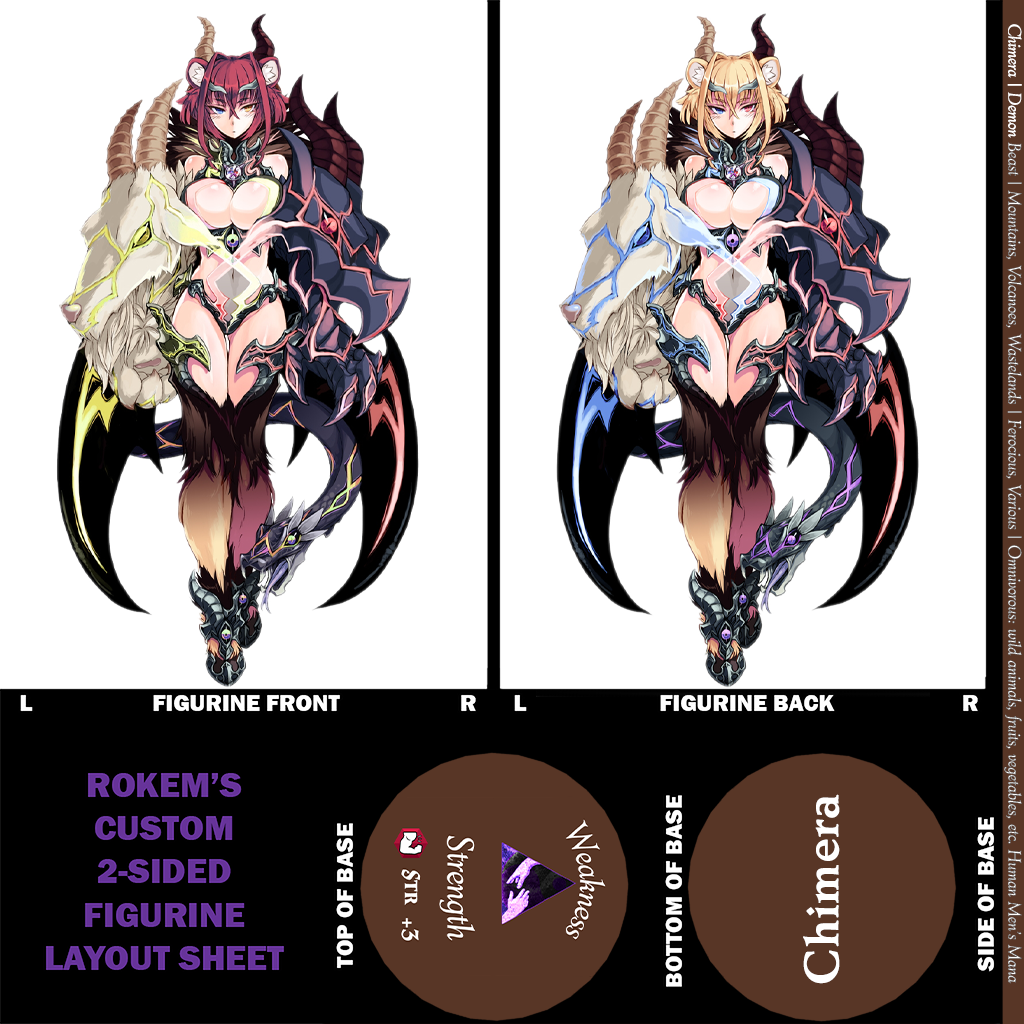 L FIGURINE FRONT R
L FIGURINE BACK R
Chimera | Demon Beast | Mountains, Volcanoes, Wastelands | Ferocious, Various | Omnivorous: wild animals, fruits, vegetables, etc. Human Men's Mana
ROKEM'S
CUSTOM
2-SIDED
FIGURINE
LAYOUT SHEET
TOP OF BASE
Weakness
Strength
STR +3
BOTTOM OF BASE
Chimera
SIDE OF BASE